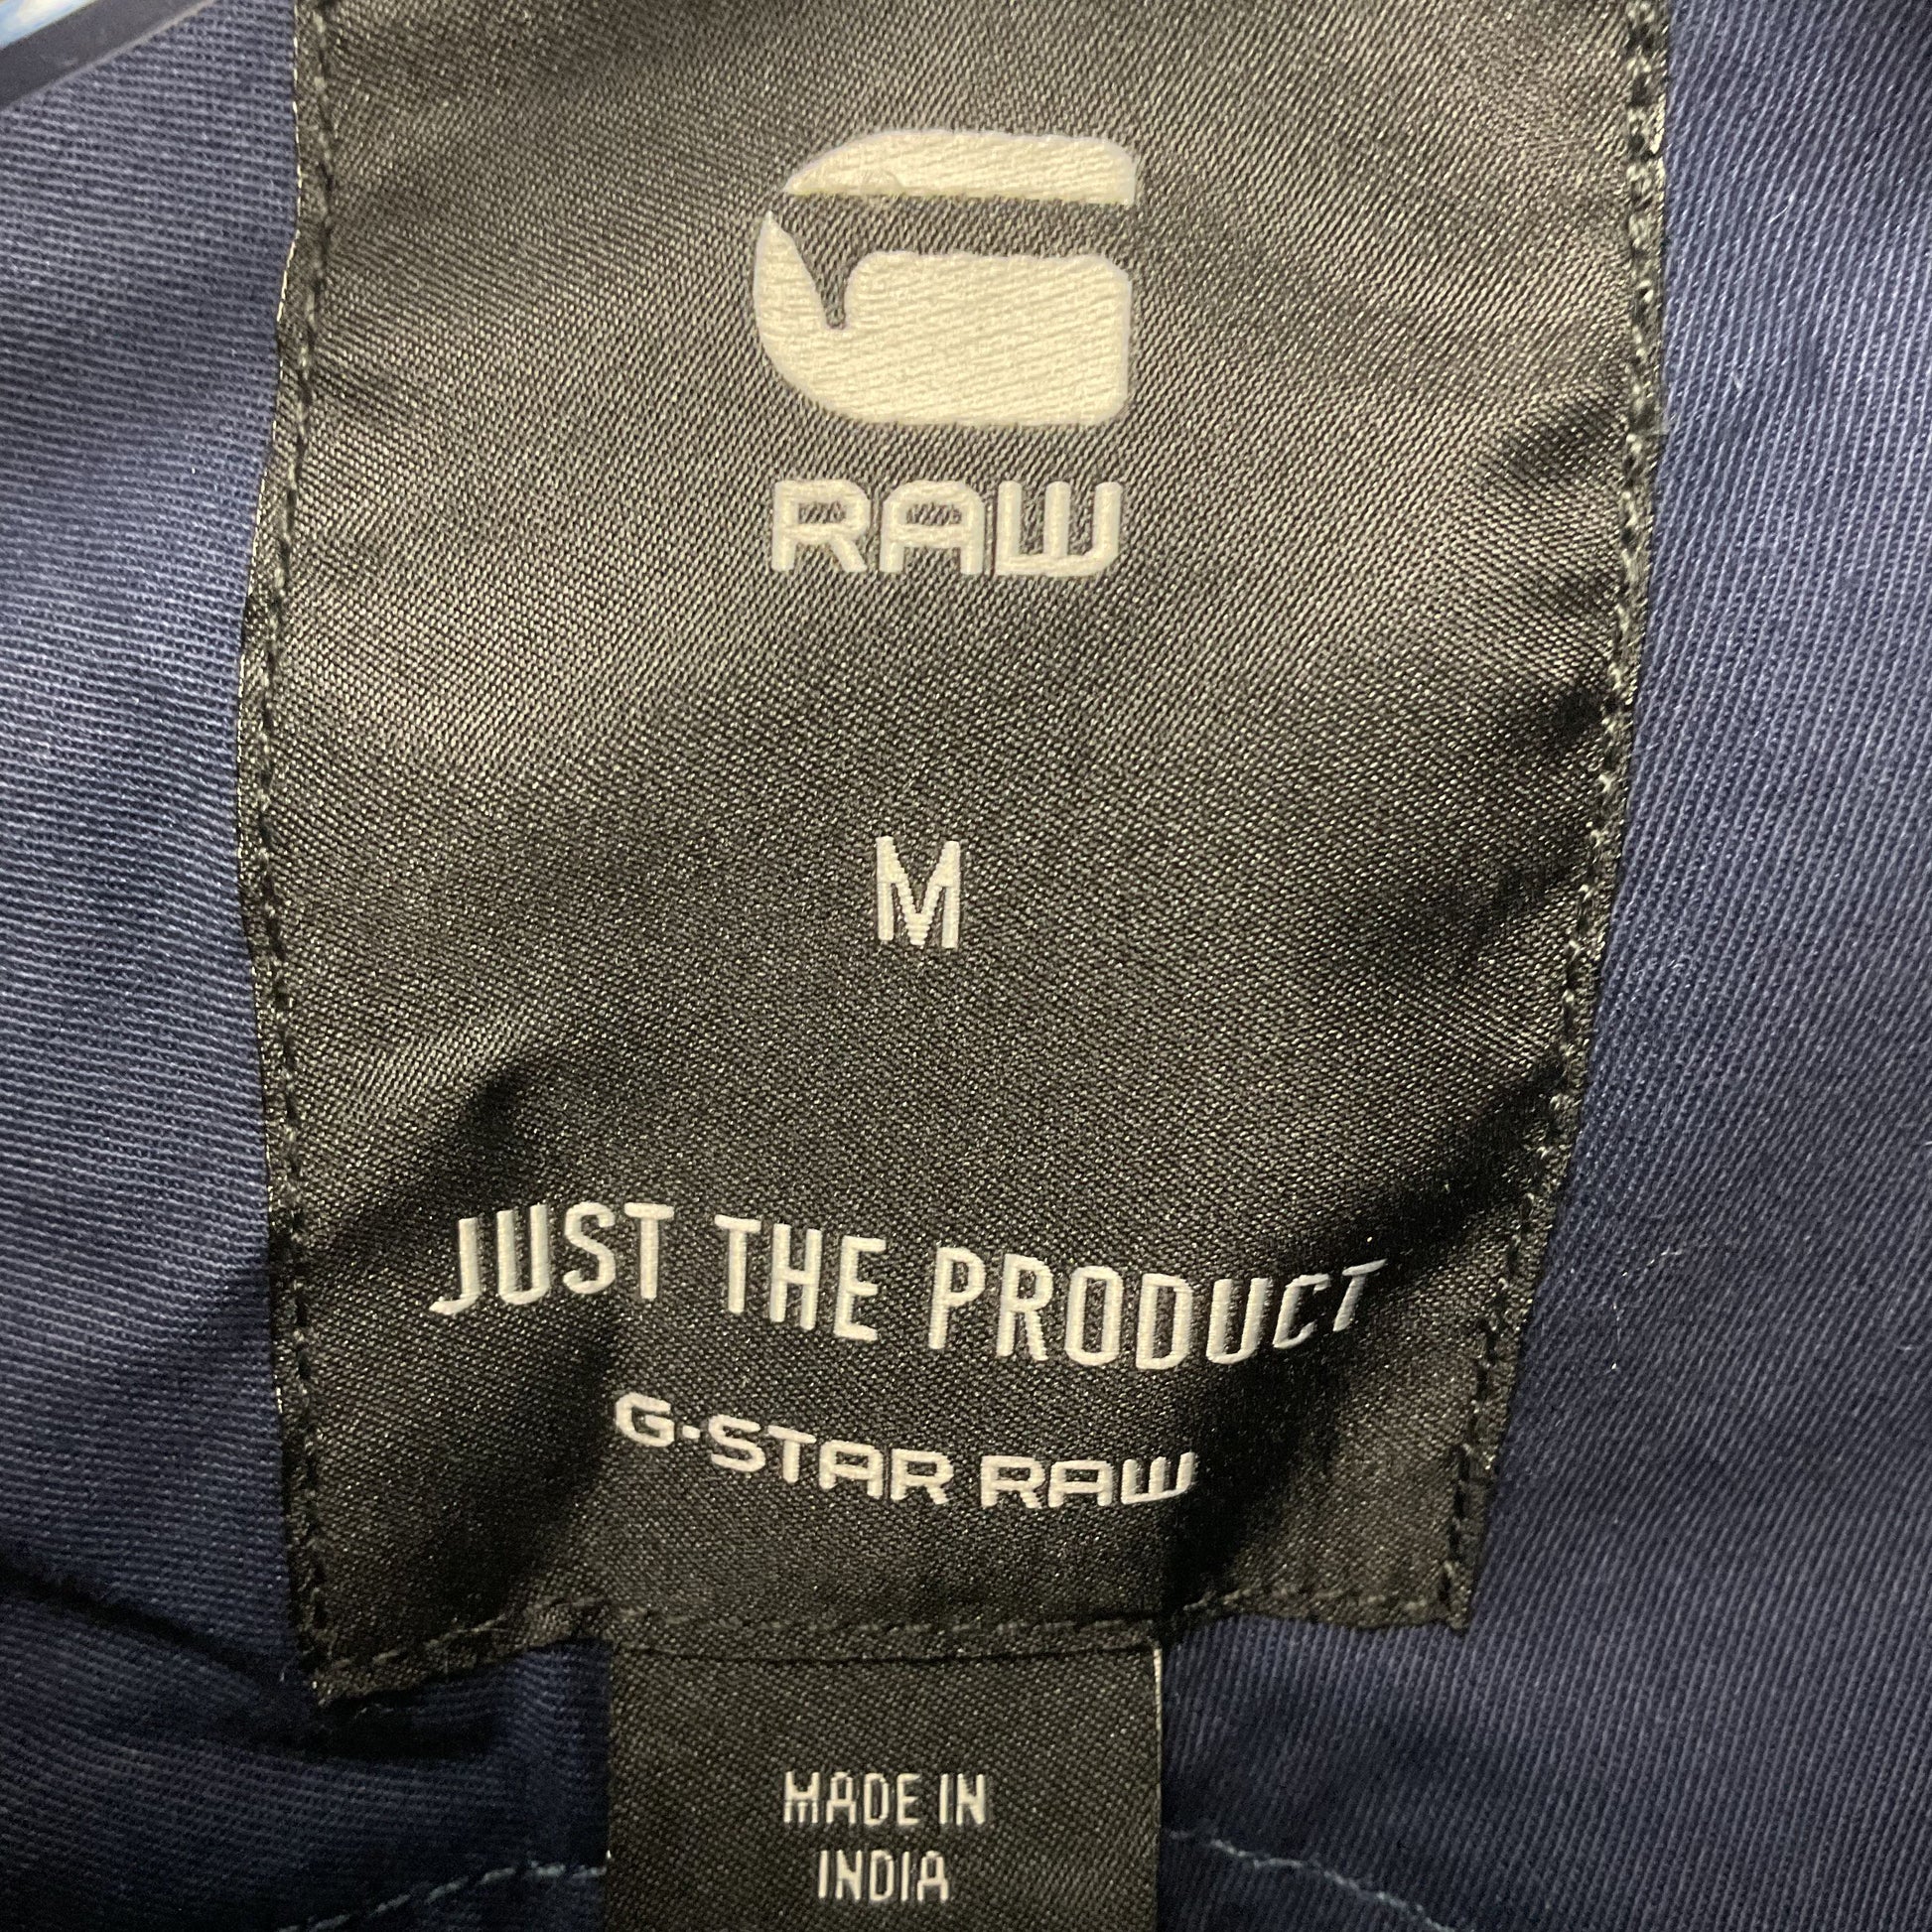 G
RAW
M
JUST THE PRODUCT
G-STAR RAW
MADE IN
INDIA